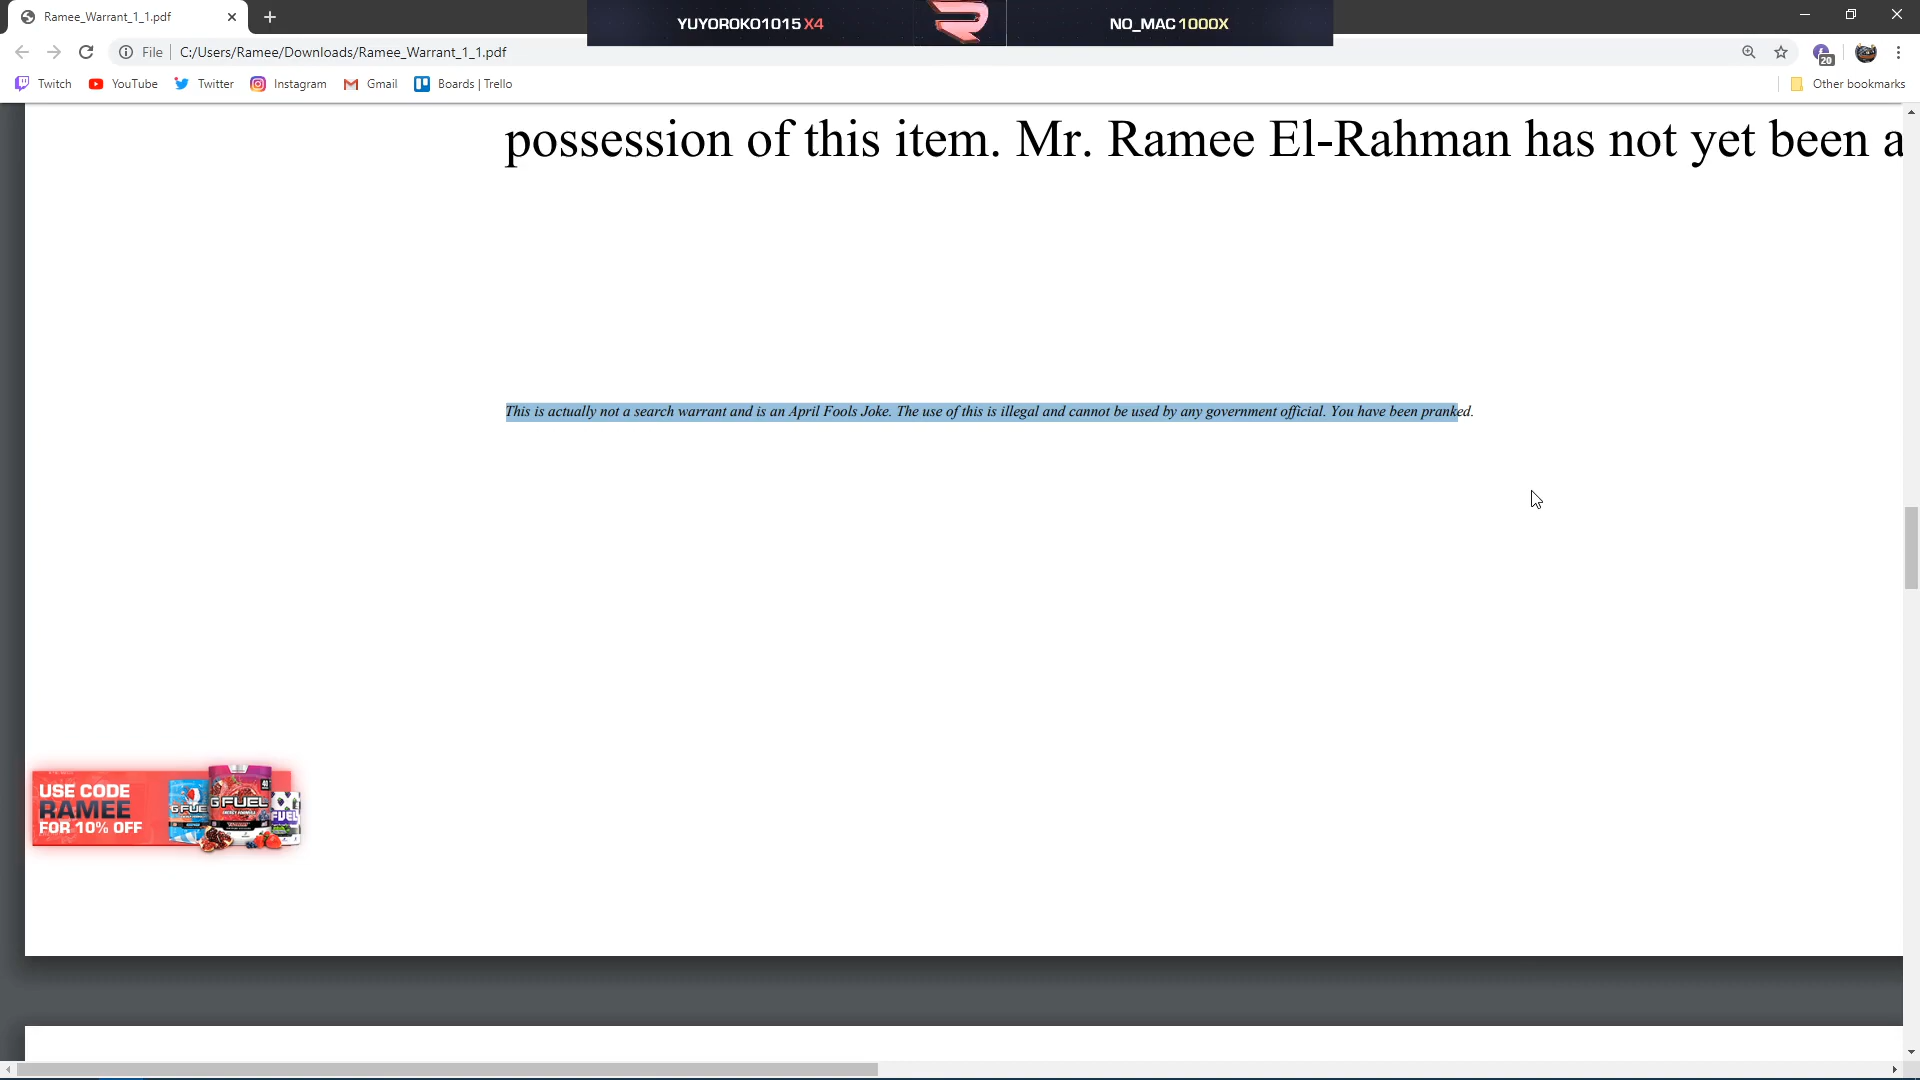 Ramee_Warrant_1_1.pdf
YUYOROKO1015 X4
NO_MAC 1000X
File
C:/Users/Ramee/Downloads/Ramee_Warrant_1_1.pdf
20
Twitch
YouTube
Twitter
Instagram
Gmail
Boards | Trello
Other bookmarks
possession of this item. Mr. Ramee El-Rahman has not yet been a
This is actually not a search warrant and is an April Fools Joke. The use of this is illegal and cannot be used by any government official. You have been pranked.
USE CODE
RAMEE
FOR 10% OFF
G FUEL